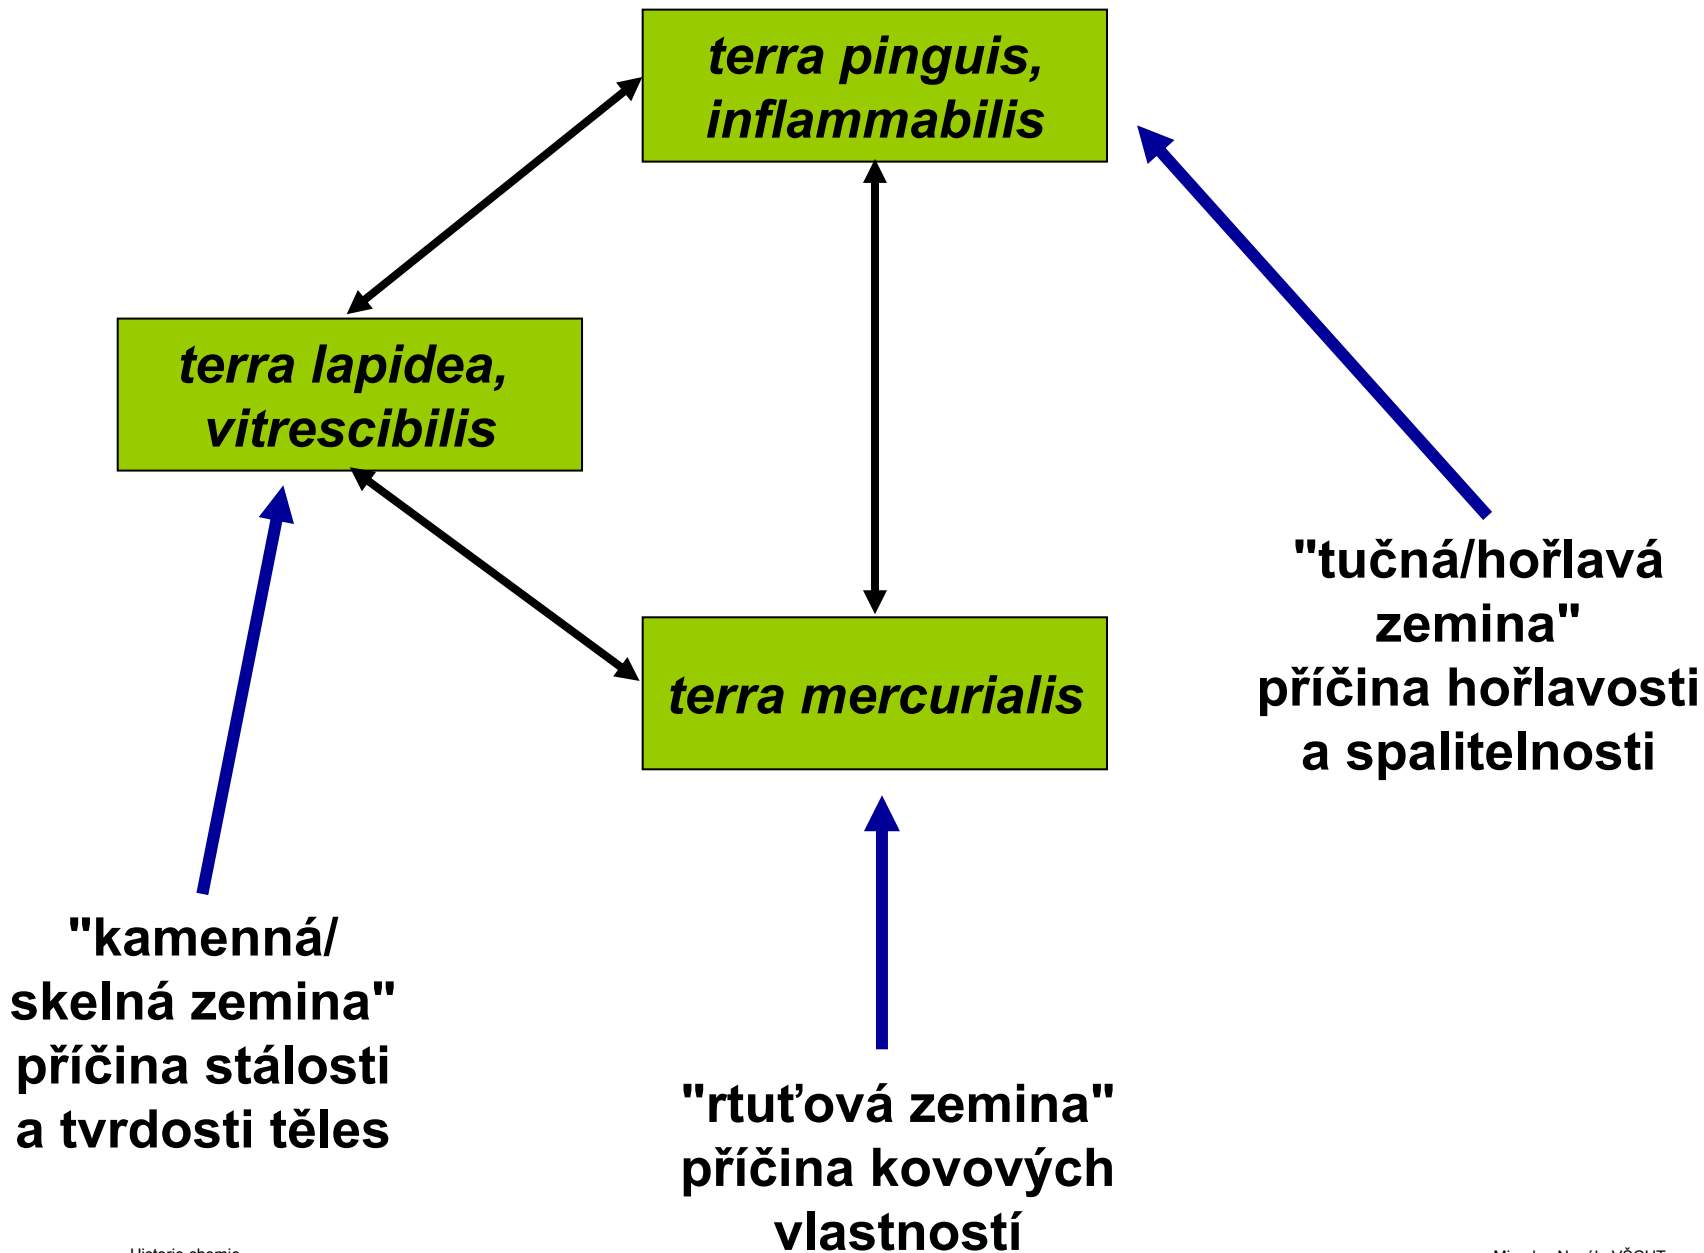 terra pinguis,
inflammabilis
terra lapidea,
vitrescibilis
terra mercurialis
"tučná/hořlavá
zemina"
příčina hořlavosti
a spalitelnosti
"kamenná/
skelná zemina"
příčina stálosti
a tvrdosti těles
"rtuťová zemina"
příčina kovových
vlastností